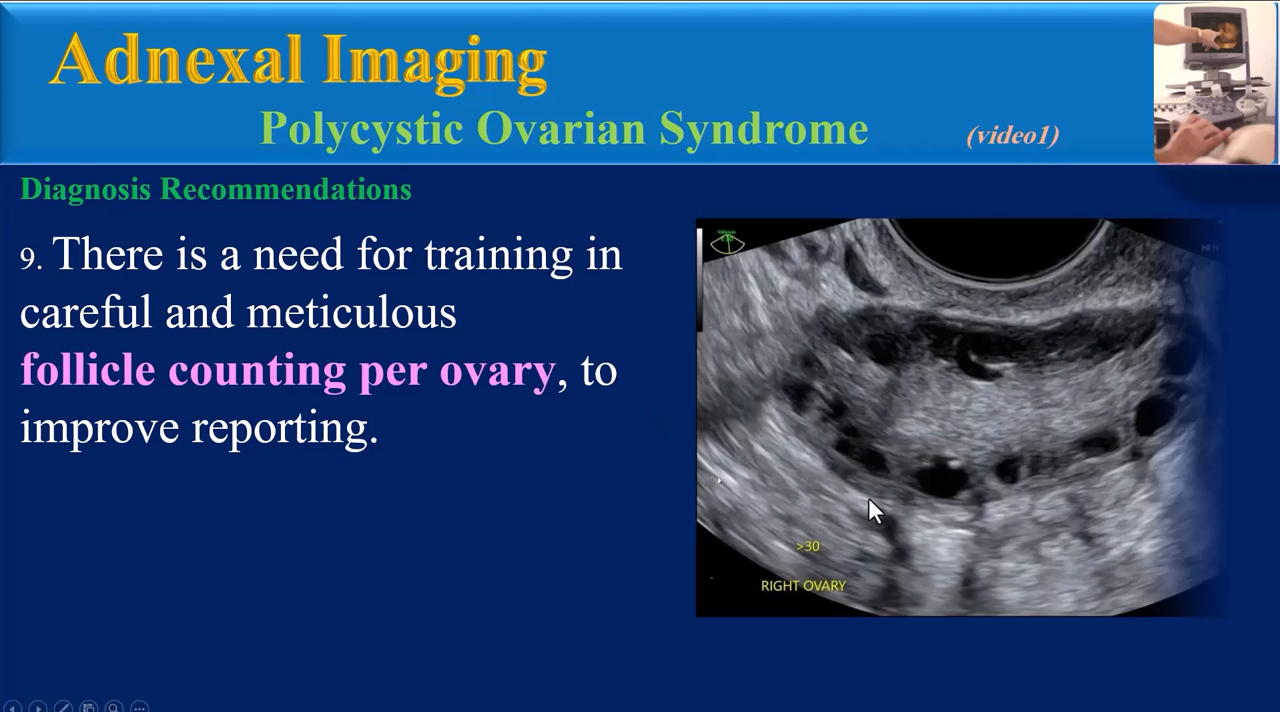 Adnexal Imaging
Polycystic Ovarian Syndrome
(video1)
Diagnosis Recommendations
9. There is a need for training in
careful and meticulous
follicle counting per ovary, to
improve reporting.
>30
RIGHT OVARY